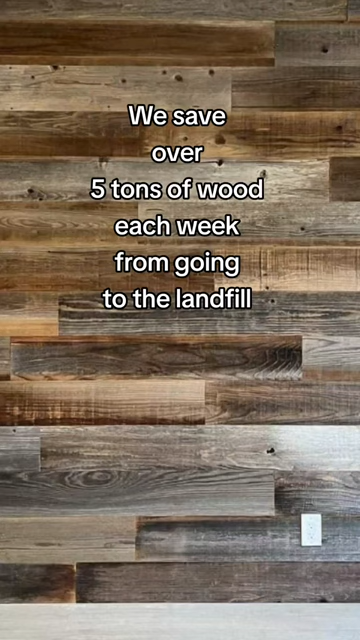 We save
over
5 tons of wood
each week
from going
to the landfill